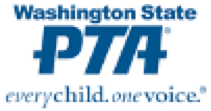 Washington State
PTA®
everychild. onevoice.®